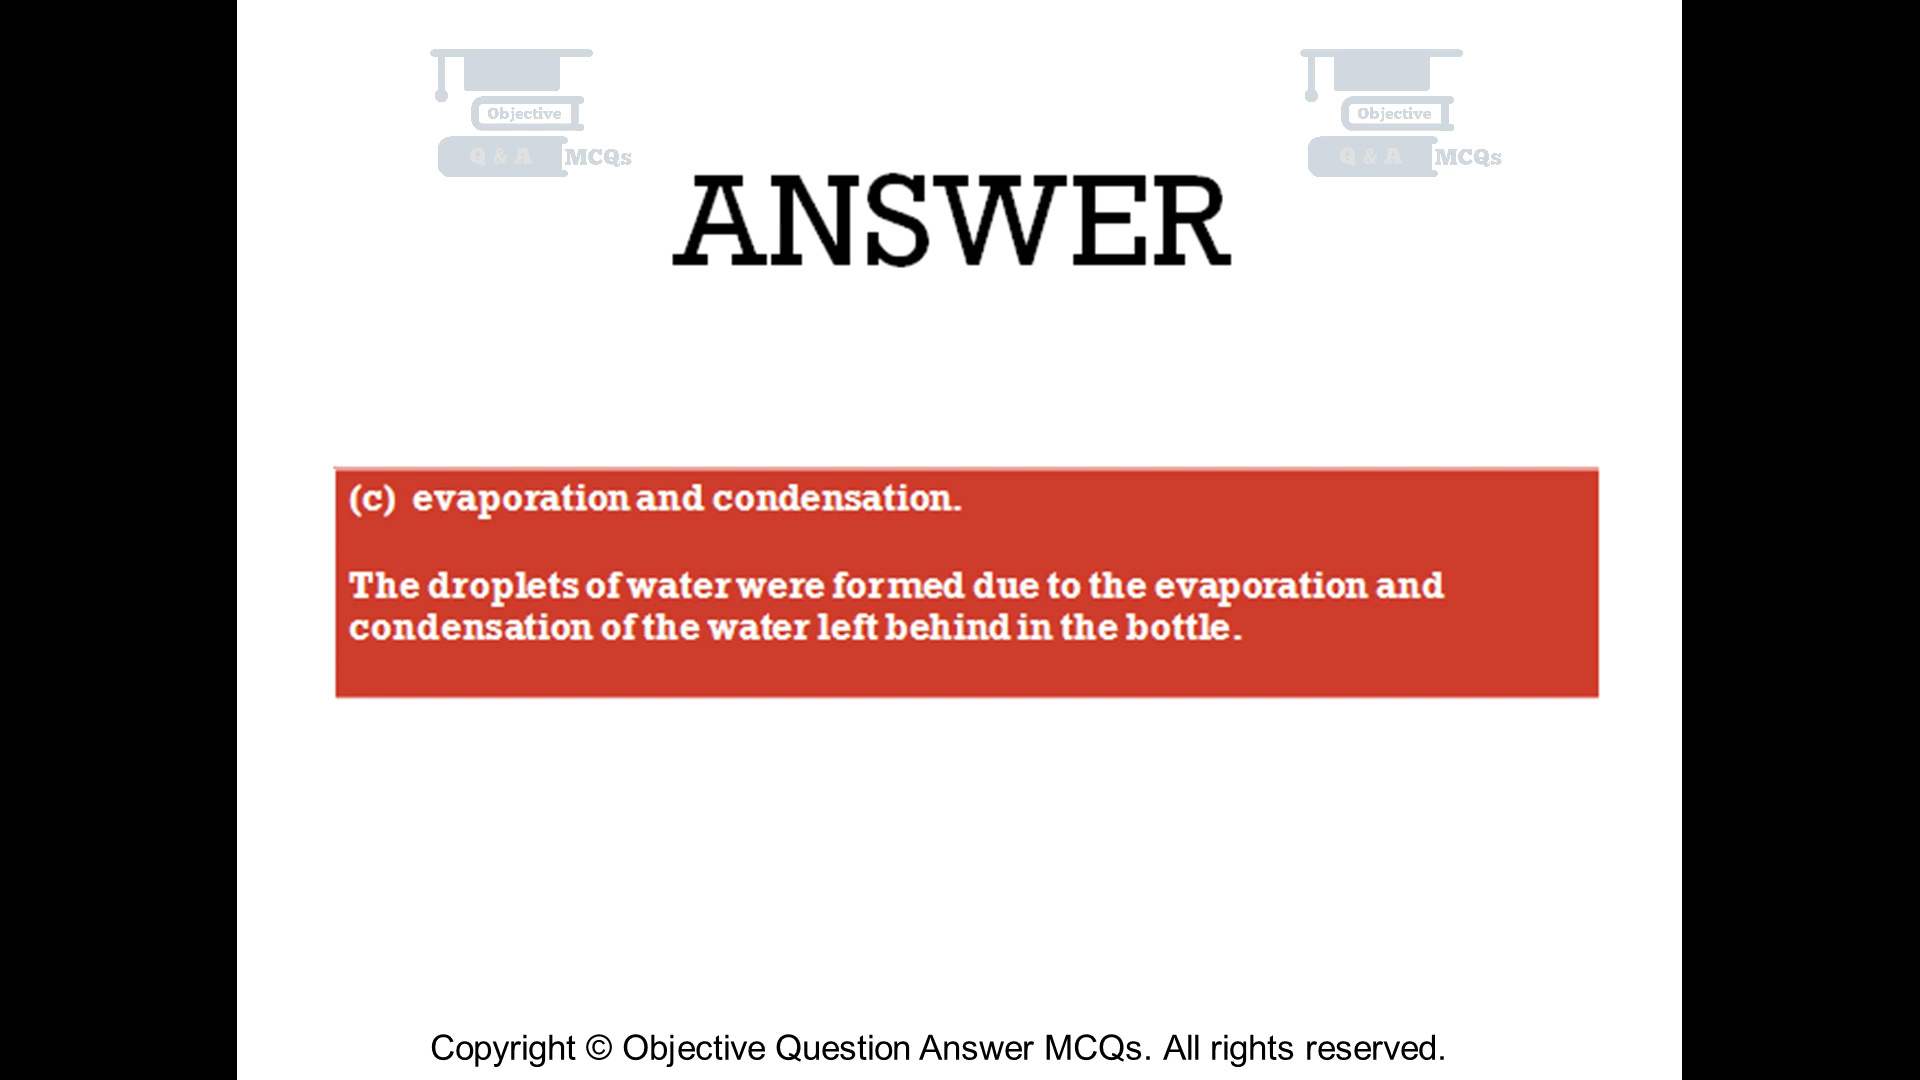 Objective
Q & A MCQs
Objective
Q & A MCQs
ANSWER
(c) evaporation and condensation.
The droplets of water were formed due to the evaporation and
condensation of the water left behind in the bottle.
Copyright © Objective Question Answer MCQs. All rights reserved.